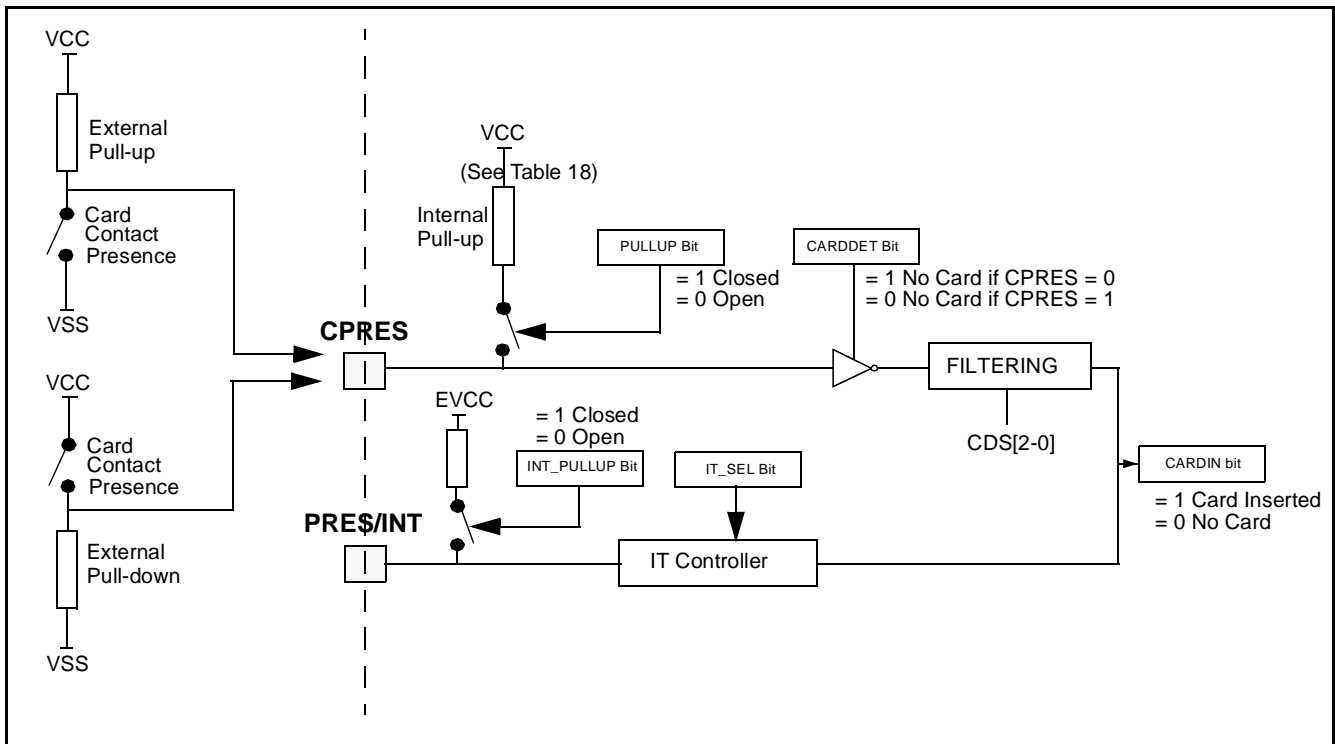 VCC
External
Pull-up
Card
Contact
Presence
VSS
VCC
Card
Contact
Presence
External
Pull-down
VSS
VCC
(See Table 18)
Internal
Pull-up
PULLUP Bit
= 1 Closed
= 0 Open
CARDDET Bit
= 1 No Card if CPRES = 0
= 0 No Card if CPRES = 1
CPRES
FILTERING
CDS[2-0]
EVCC
= 1 Closed
= 0 Open
INT_PULLUP Bit
IT_SEL Bit
CARDIN bit
= 1 Card Inserted
= 0 No Card
PRES/INT
IT Controller